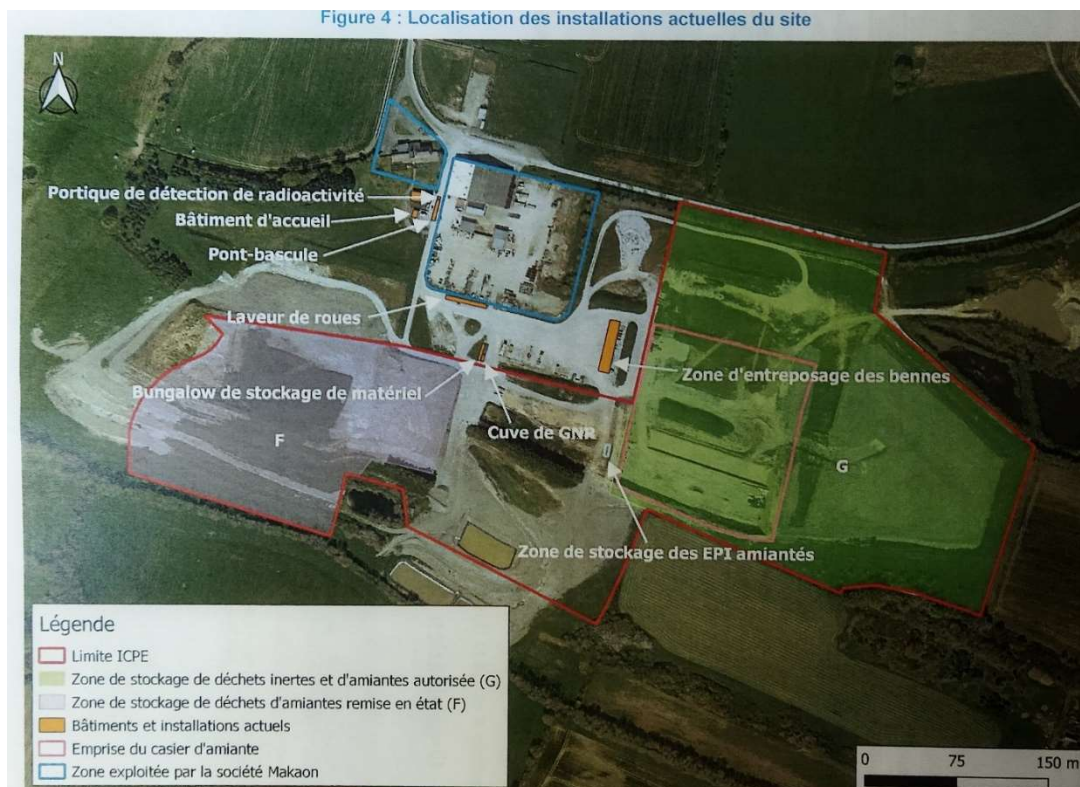 Figure 4 : Localisation des installations actuelles du site
N
Portique de détection de radioactivité
Bâtiment d'accueil
Pont-bascule
Laveur de roues
Zone d'entreposage des bennes
Bungalow de stockage de matériel
Cuve de GNR
F
G
Zone de stockage des EPI amiantés
Légende
Limite ICPE
Zone de stockage de déchets inertes et d'amiantes autorisée (G)
Zone de stockage de déchets d'amiantes remise en état (F)
Bâtiments et installations actuels
Emprise du casier d'amiante
Zone exploitée par la société Makaon
0 75 150 m